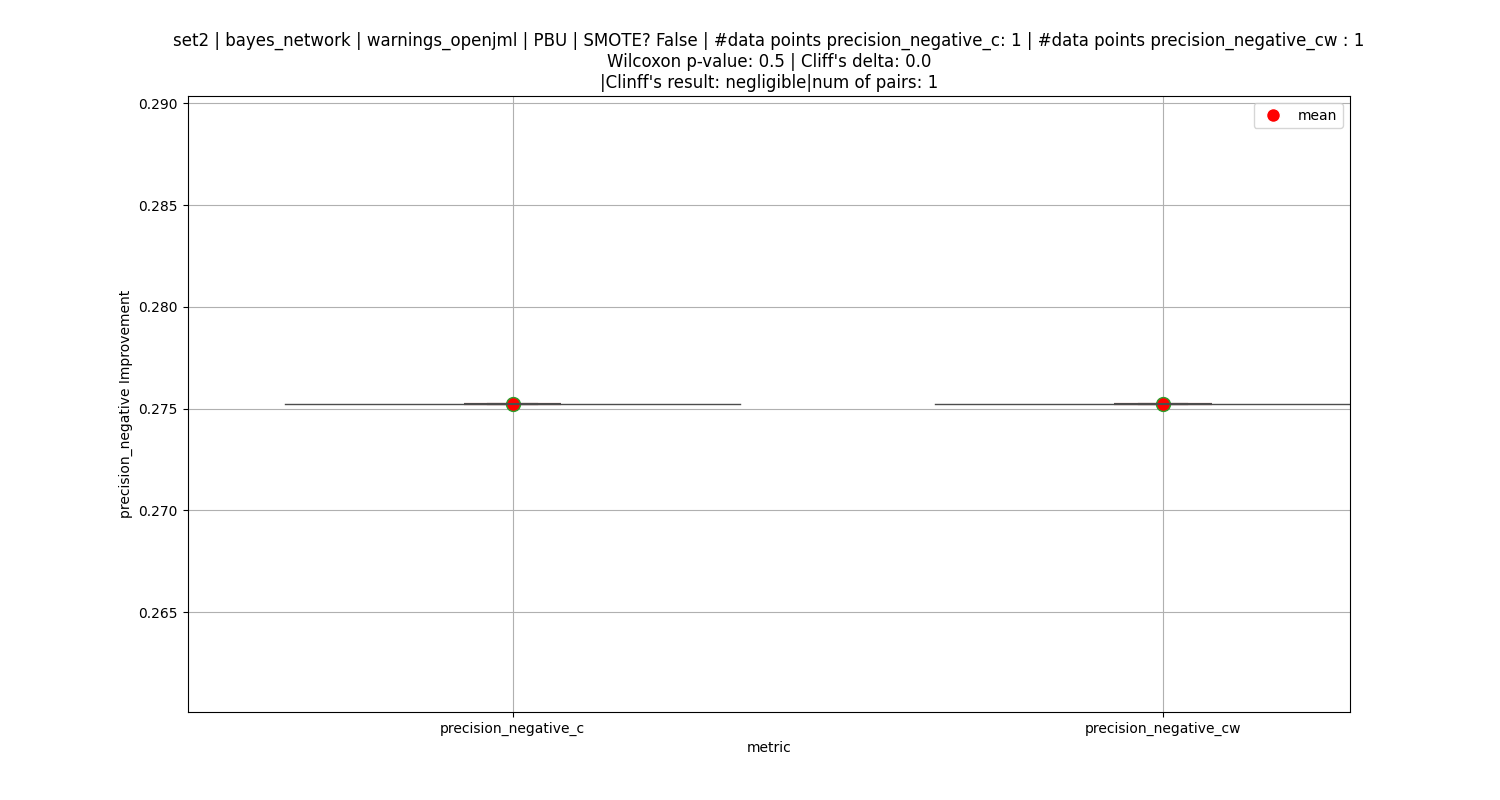 set2 | bayes_network | warnings_openjml | PBU | SMOTE? False | #data points precision_negative_c: 1 | #data points precision_negative_cw : 1
Wilcoxon p-value: 0.5 | Cliff's delta: 0.0
|Clinff's result: negligible|num of pairs: 1
mean
0.290
0.285
0.280
0.275
0.270
0.265
precision_negative Improvement
precision_negative_c
precision_negative_cw
metric